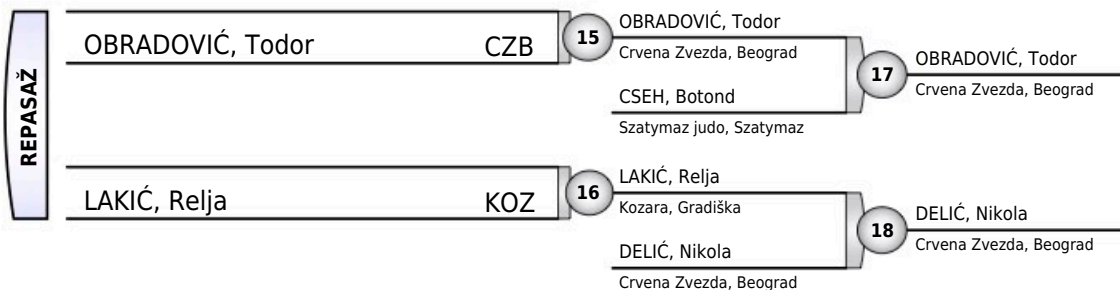 REPASAŽ
OBRADOVIĆ, Todor CZB
15
OBRADOVIĆ, Todor
Crvena Zvezda, Beograd
CSEH, Botond
Szatymaz judo, Szatymaz
17
OBRADOVIĆ, Todor
Crvena Zvezda, Beograd
LAKIĆ, Relja KOZ
16
LAKIĆ, Relja
Kozara, Gradiška
DELIĆ, Nikola
Crvena Zvezda, Beograd
18
DELIĆ, Nikola
Crvena Zvezda, Beograd